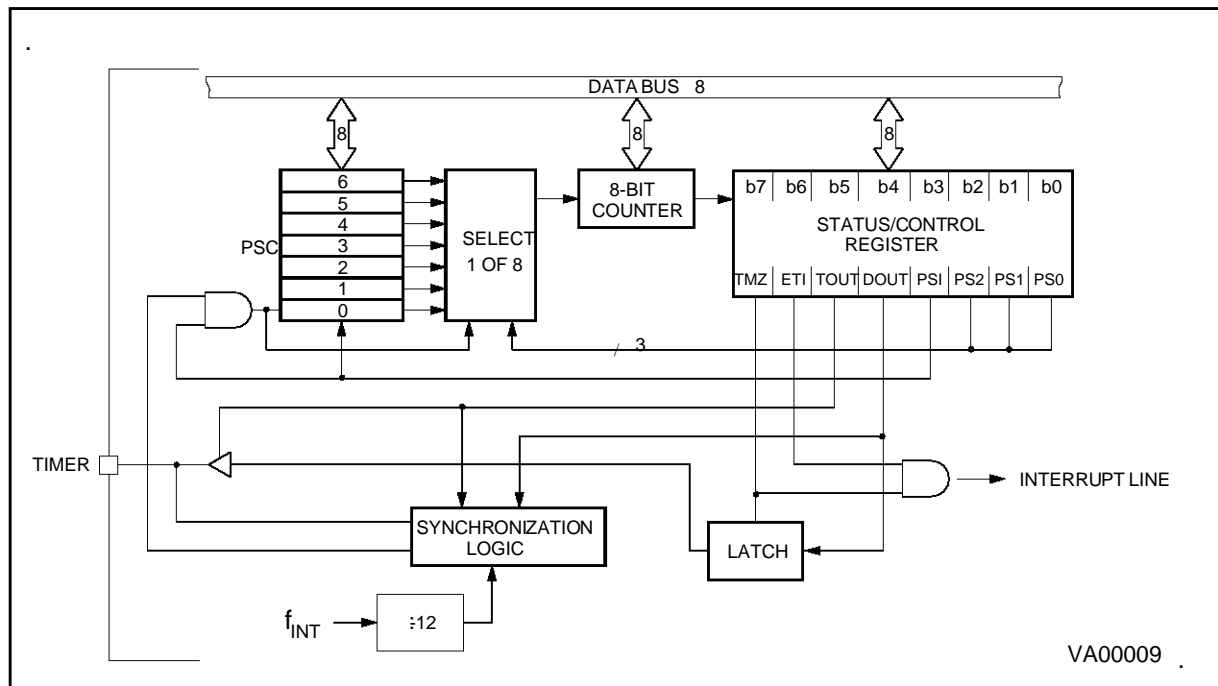 DATA BUS 8
8 8 8
6
5
4
3
2
1
0
PSC
SELECT
1 OF 8
8-BIT
COUNTER
b7 b6 b5 b4 b3 b2 b1 b0
STATUS/CONTROL
REGISTER
TMZ ETI TOUT DOUT PSI PS2 PS1 PS0
/ 3
TIMER
SYNCHRONIZATION
LOGIC
LATCH
INTERRUPT LINE
fINT
÷12
VA00009